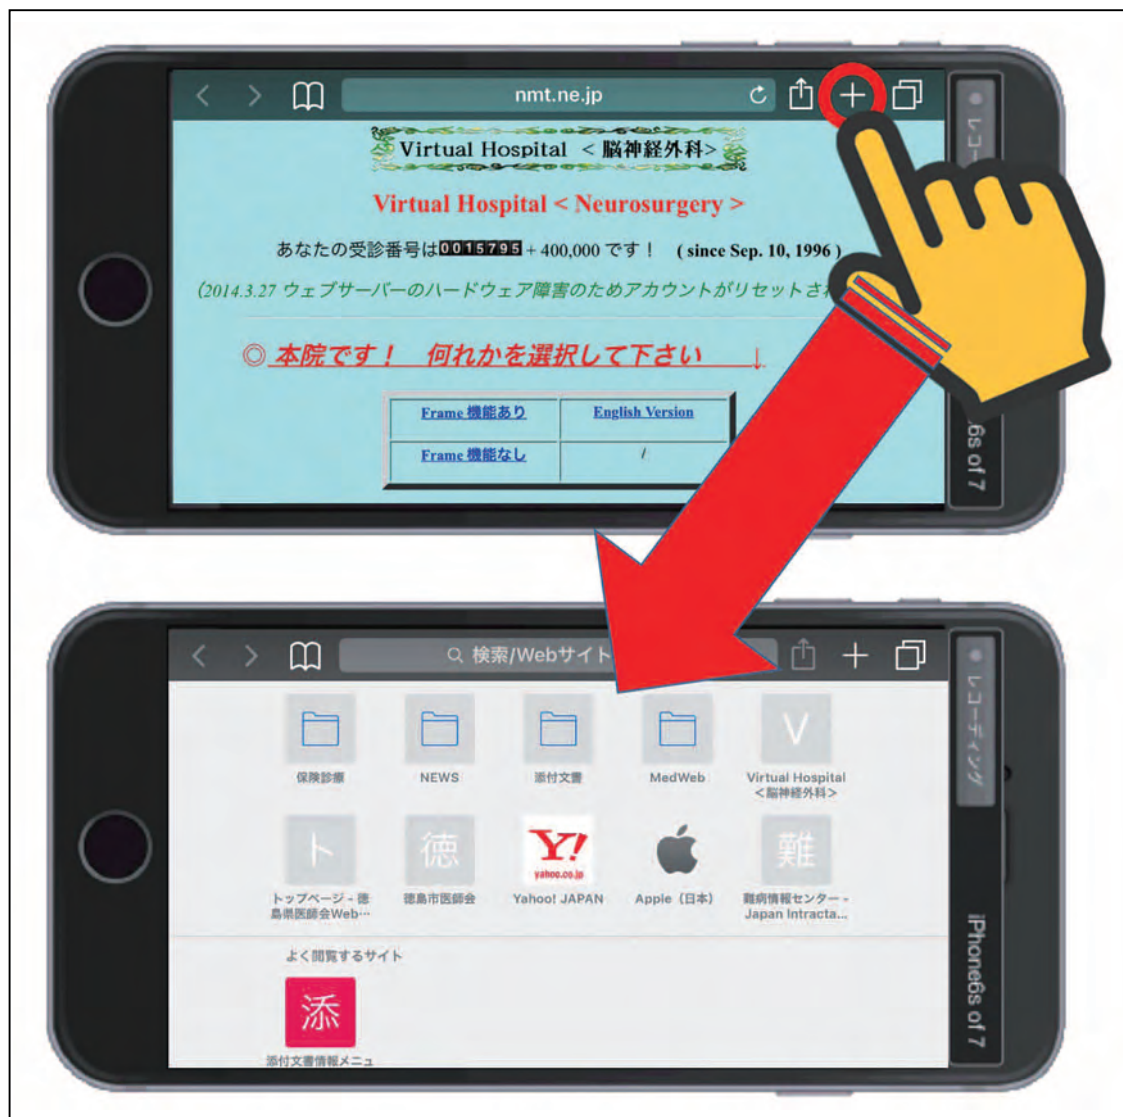 nmt.ne.jp
Virtual Hospital ＜脳神経外科＞
Virtual Hospital < Neurosurgery >
あなたの受診番号は0015795 + 400,000 です！ ( since Sep. 10, 1996 )
(2014.3.27 ウェブサーバーのハードウェア障害のためアカウントがリセットさ
◎ 本院です！ 何れかを選択して下さい ↓
Frame 機能あり English Version
Frame 機能なし /
レコー
6s of 7
検索/Webサイト
保険診療 NEWS 添付文書 MedWeb V Virtual Hospital
＜脳神経外科＞
ト 徳 Y! yahoo.co.jp 難
トップページ - 徳 徳島市医師会 Yahoo! JAPAN Apple（日本） 難病情報センター -
島県医師会Web… Japan Intracta...
よく閲覧するサイト
添
添付文書情報メニュ
レコーディング
iPhone6s of 7